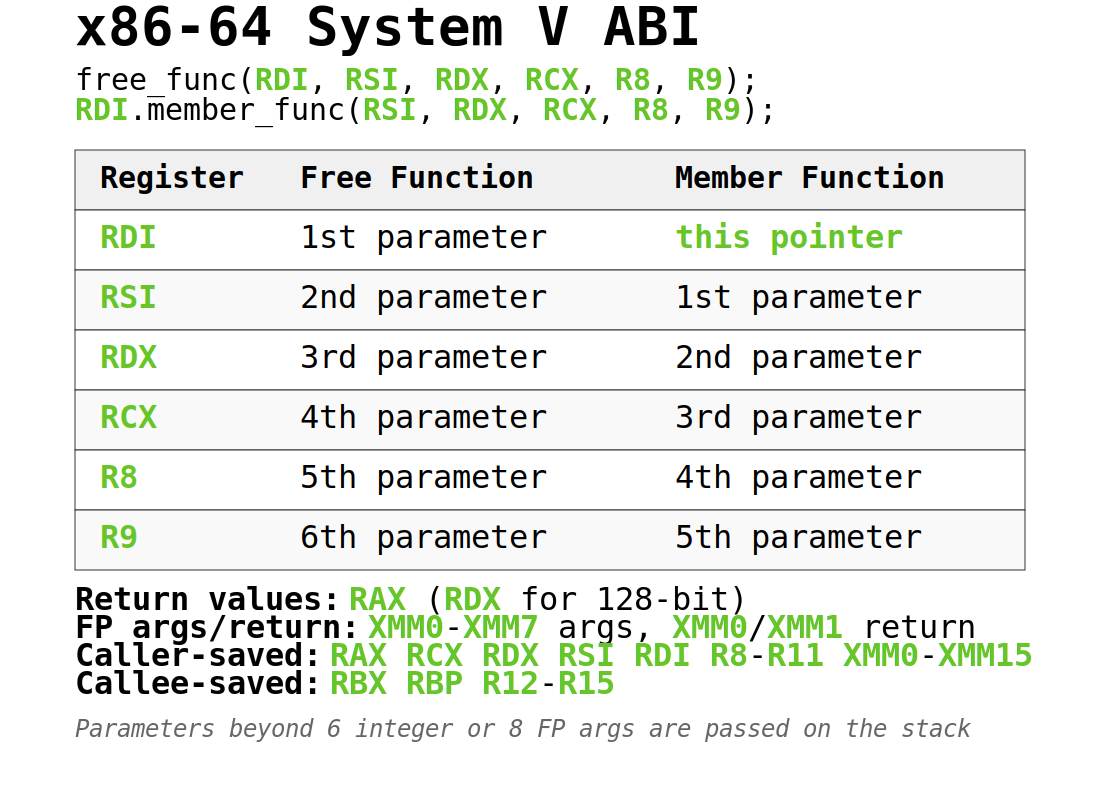 x86-64 System V ABI
free_func(RDI, RSI, RDX, RCX, R8, R9);
RDI.member_func(RSI, RDX, RCX, R8, R9);
Register Free Function Member Function
RDI 1st parameter this pointer
RSI 2nd parameter 1st parameter
RDX 3rd parameter 2nd parameter
RCX 4th parameter 3rd parameter
R8 5th parameter 4th parameter
R9 6th parameter 5th parameter
Return values: RAX (RDX for 128-bit)
FP args/return: XMM0-XMM7 args, XMM0/XMM1 return
Caller-saved: RAX RCX RDX RSI RDI R8-R11 XMM0-XMM15
Callee-saved: RBX RBP R12-R15
Parameters beyond 6 integer or 8 FP args are passed on the stack